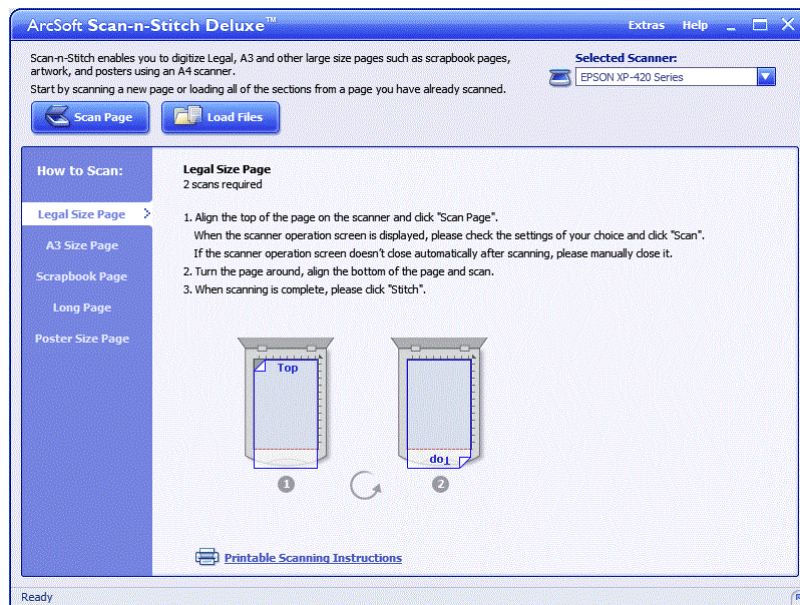 ArcSoft Scan-n-Stitch Deluxe™
Extras Help
Scan-n-Stitch enables you to digitize Legal, A3 and other large size pages such as scrapbook pages,
artwork, and posters using an A4 scanner.
Start by scanning a new page or loading all of the sections from a page you have already scanned.
Selected Scanner:
EPSON XP-420 Series
Scan Page
Load Files
How to Scan:
Legal Size Page
A3 Size Page
Scrapbook Page
Long Page
Poster Size Page
Legal Size Page
2 scans required
1. Align the top of the page on the scanner and click "Scan Page".
When the scanner operation screen is displayed, please check the settings of your choice and click "Scan".
If the scanner operation screen doesn't close automatically after scanning, please manually close it.
2. Turn the page around, align the bottom of the page and scan.
3. When scanning is complete, please click "Stitch".
Top
Top
1
2
Printable Scanning Instructions
Ready